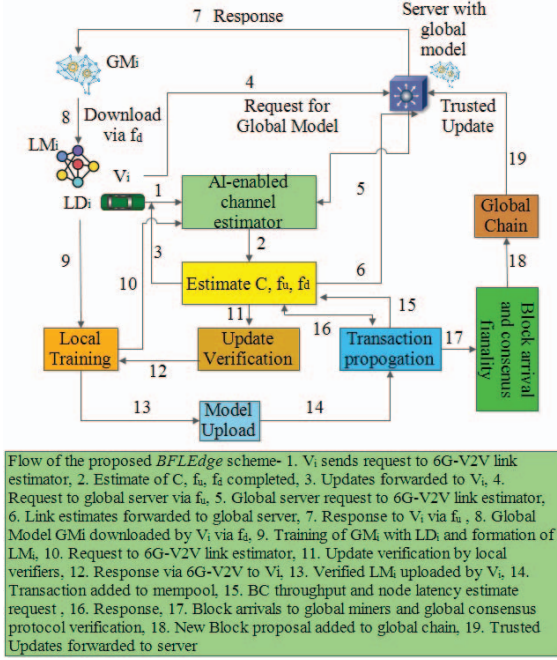 7 Response
Server with
global
model
GMi
4
8
Download
via fd
Request for
Global Model
Trusted
Update
LMi
Vi
1
AI-enabled
channel
estimator
5
19
LDi
Global
Chain
2
3
9
10
Estimate C, fu, fd
6
18
11
15
16
Local
Training
Update
Verification
Transaction
propogation
17
Block arrival
and consenus
fianality
12
13
Model
Upload
14
Flow of the proposed BFLEdge scheme- 1. Vi sends request to 6G-V2V link
estimator, 2. Estimate of C, fu, fd completed, 3. Updates forwarded to Vi, 4.
Request to global server via fu, 5. Global server request to 6G-V2V link estimator,
6. Link estimates forwarded to global server, 7. Response to Vi via fu , 8. Global
Model GMi downloaded by Vi via fd, 9. Training of GMi with LDi and formation of
LMi, 10. Request to 6G-V2V link estimator, 11. Update verification by local
verifiers, 12. Response via 6G-V2V to Vi, 13. Verified LMi uploaded by Vi, 14.
Transaction added to mempool, 15. BC throughput and node latency estimate
request , 16. Response, 17. Block arrivals to global miners and global consensus
protocol verification, 18. New Block proposal added to global chain, 19. Trusted
Updates forwarded to server